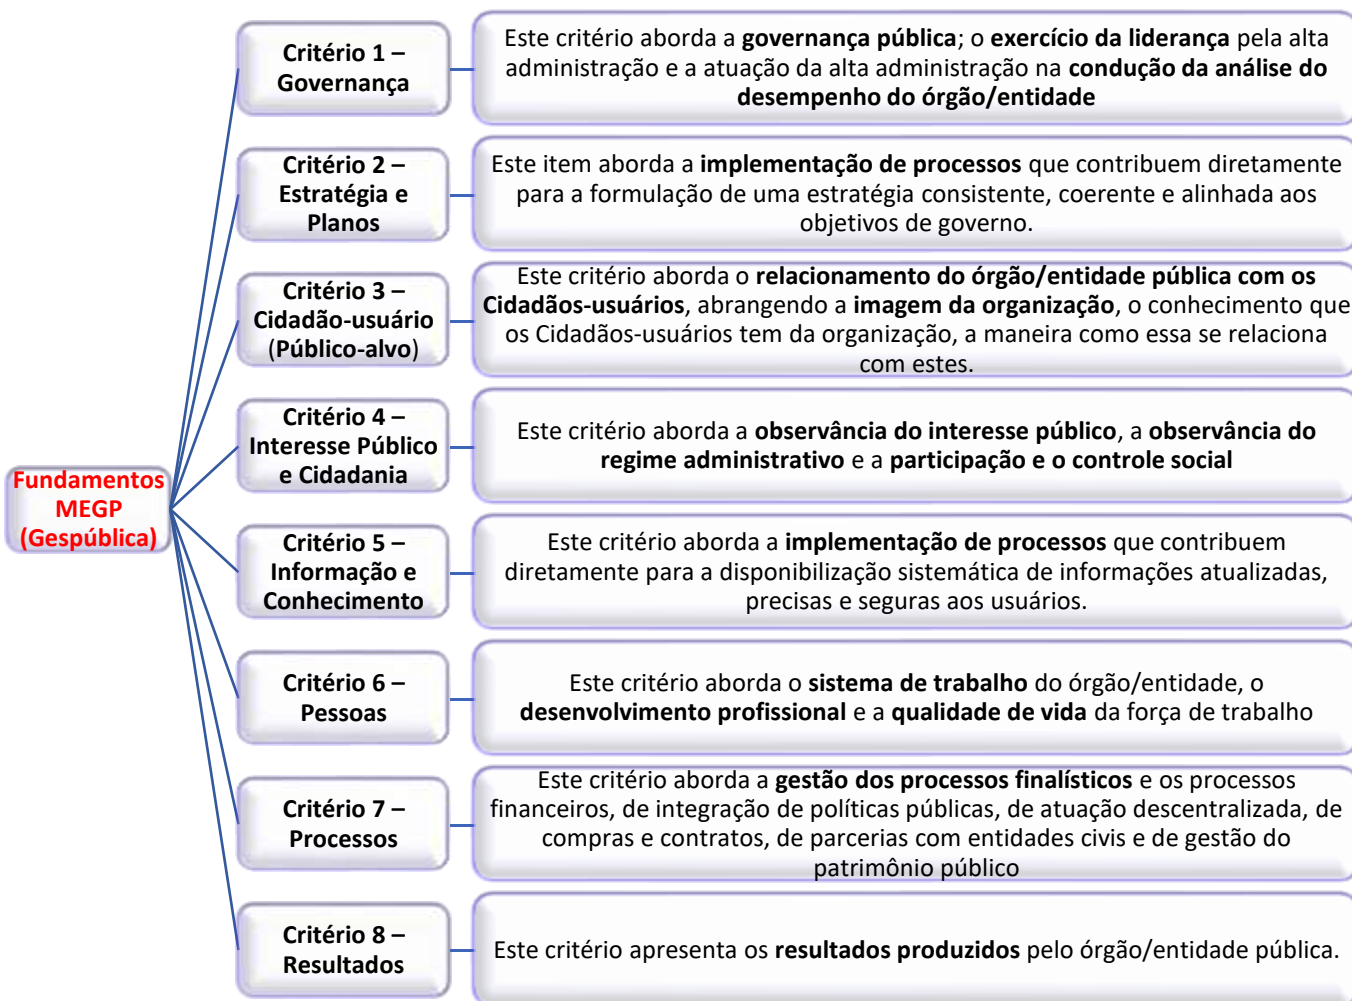 Fundamentos
MEGP
(Gespública)
Critério 1 –
Governança
Este critério aborda a governança pública; o exercício da liderança pela alta
administração e a atuação da alta administração na condução da análise do
desempenho do órgão/entidade
Critério 2 –
Estratégia e
Planos
Este item aborda a implementação de processos que contribuem diretamente
para a formulação de uma estratégia consistente, coerente e alinhada aos
objetivos de governo.
Critério 3 –
Cidadão-usuário
(Público-alvo)
Este critério aborda o relacionamento do órgão/entidade pública com os
Cidadãos-usuários, abrangendo a imagem da organização, o conhecimento que
os Cidadãos-usuários tem da organização, a maneira como essa se relaciona
com estes.
Critério 4 –
Interesse Público
e Cidadania
Este critério aborda a observância do interesse público, a observância do
regime administrativo e a participação e o controle social
Critério 5 –
Informação e
Conhecimento
Este critério aborda a implementação de processos que contribuem
diretamente para a disponibilização sistemática de informações atualizadas,
precisas e seguras aos usuários.
Critério 6 –
Pessoas
Este critério aborda o sistema de trabalho do órgão/entidade, o
desenvolvimento profissional e a qualidade de vida da força de trabalho
Critério 7 –
Processos
Este critério aborda a gestão dos processos finalísticos e os processos
financeiros, de integração de políticas públicas, de atuação descentralizada, de
compras e contratos, de parcerias com entidades civis e de gestão do
patrimônio público
Critério 8 –
Resultados
Este critério apresenta os resultados produzidos pelo órgão/entidade pública.